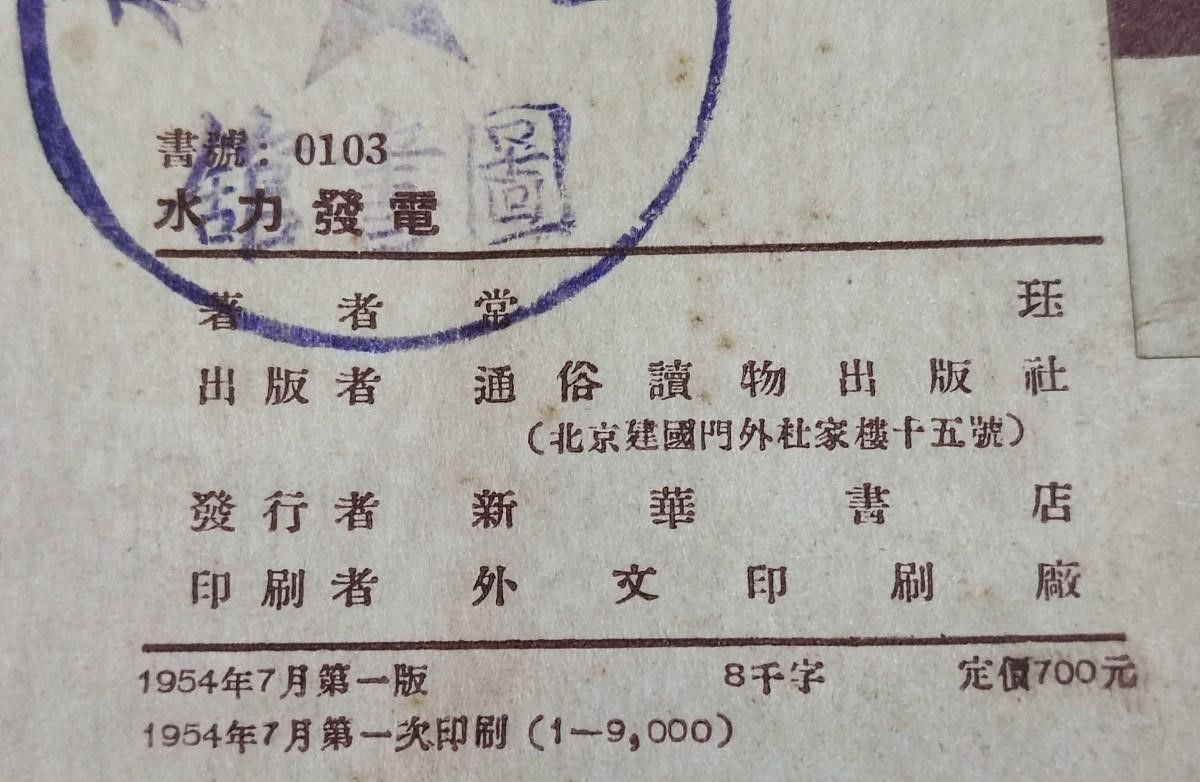 書號：0103
水力發電
著者 常珏
出版者 通俗讀物出版社
（北京建國門外杜家樓十五號）
發行者 新華書店
印刷者 外文印刷廠
1954年7月第一版 8千字 定價700元
1954年7月第一次印刷（1—9,000）
館書圖